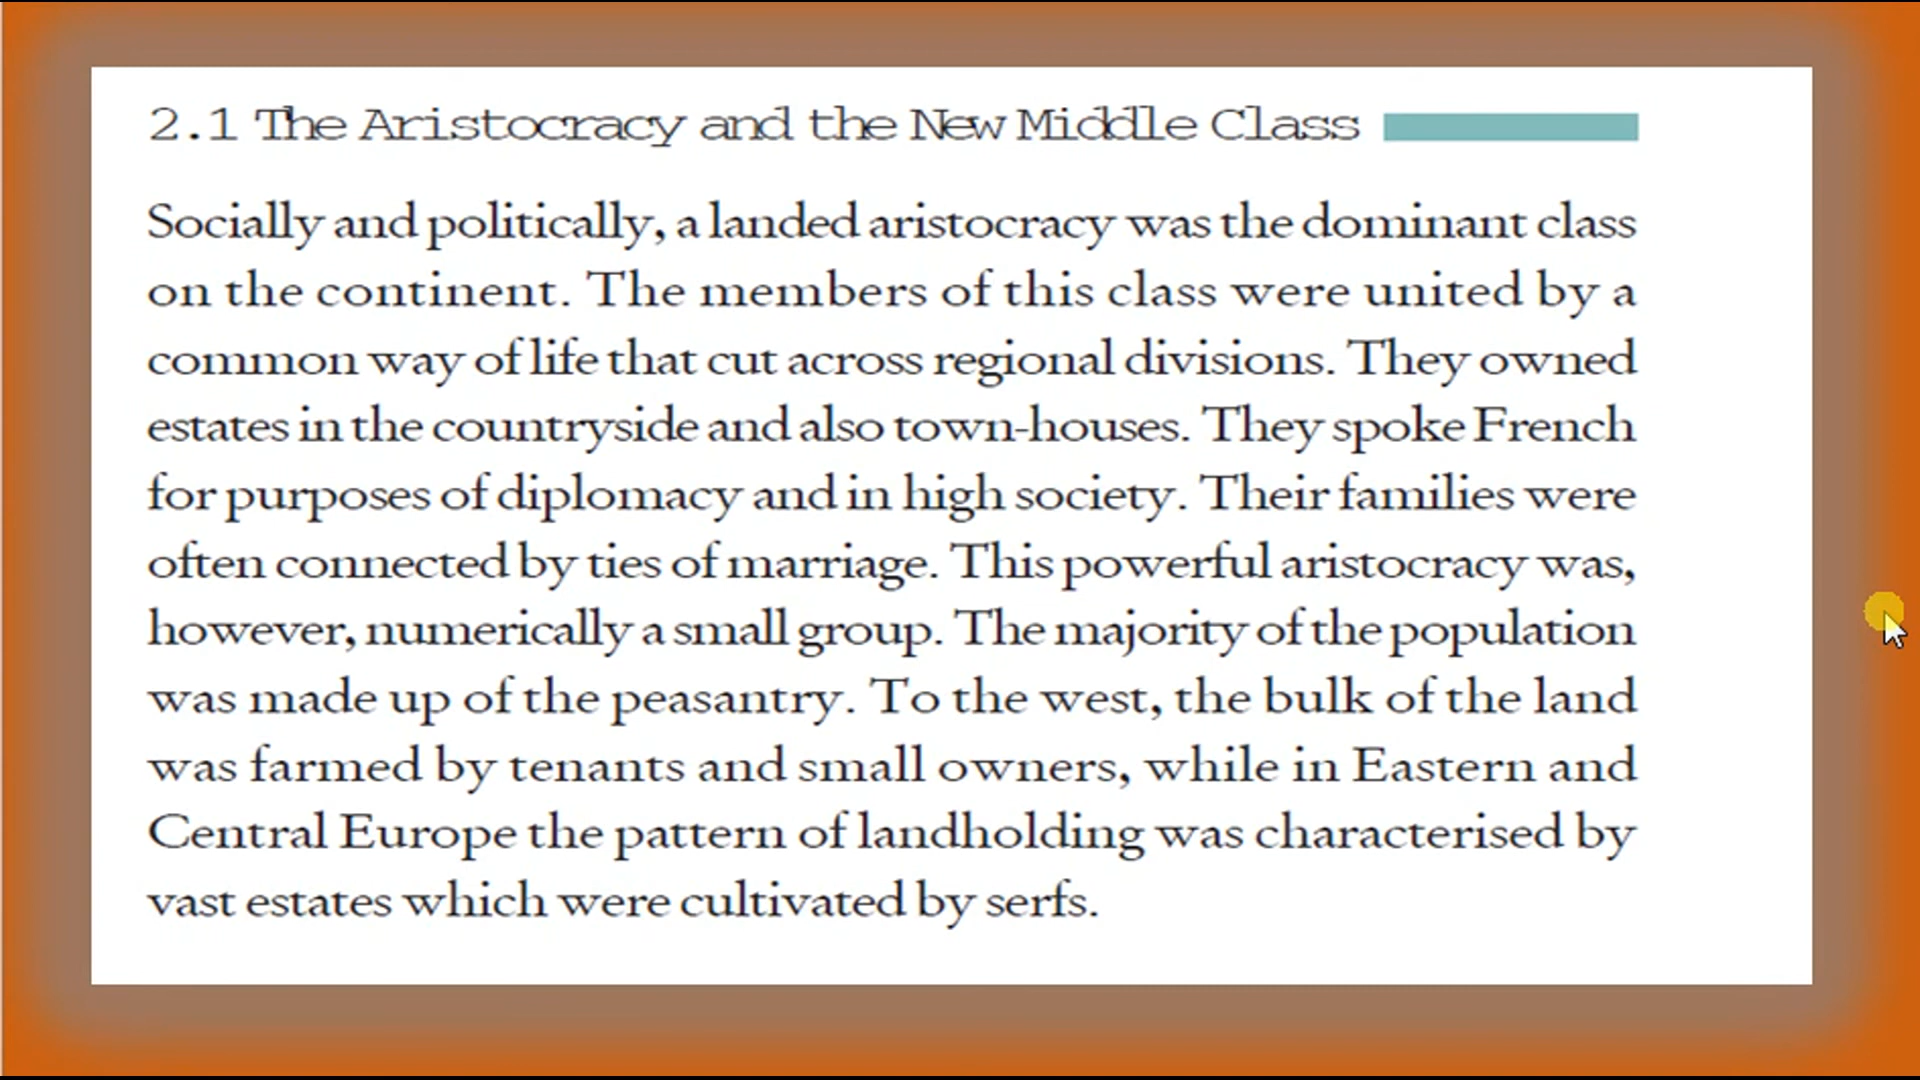 2.1 The Aristocracy and the New Middle Class
Socially and politically, a landed aristocracy was the dominant class
on the continent. The members of this class were united by a
common way of life that cut across regional divisions. They owned
estates in the countryside and also town-houses. They spoke French
for purposes of diplomacy and in high society. Their families were
often connected by ties of marriage. This powerful aristocracy was,
however, numerically a small group. The majority of the population
was made up of the peasantry. To the west, the bulk of the land
was farmed by tenants and small owners, while in Eastern and
Central Europe the pattern of landholding was characterised by
vast estates which were cultivated by serfs.